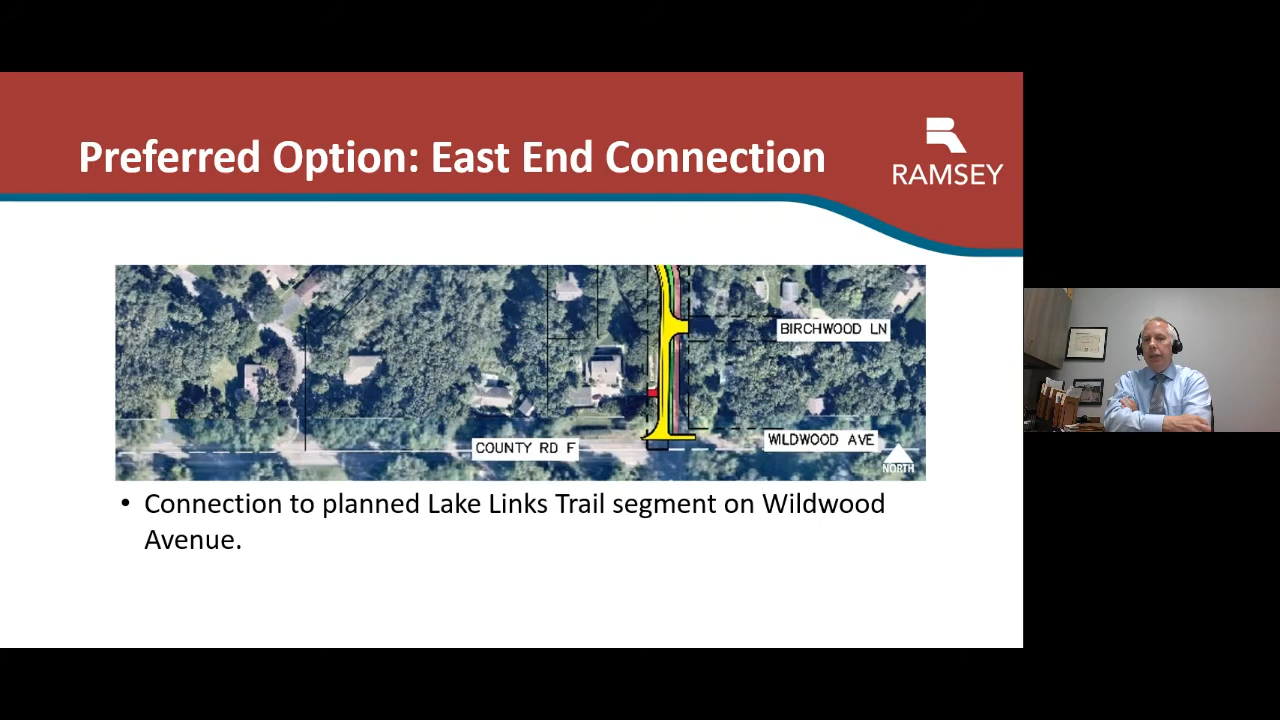 Preferred Option: East End Connection
RAMSEY
BIRCHWOOD LN
COUNTY RD F
WILDWOOD AVE
NORTH
• Connection to planned Lake Links Trail segment on Wildwood
Avenue.